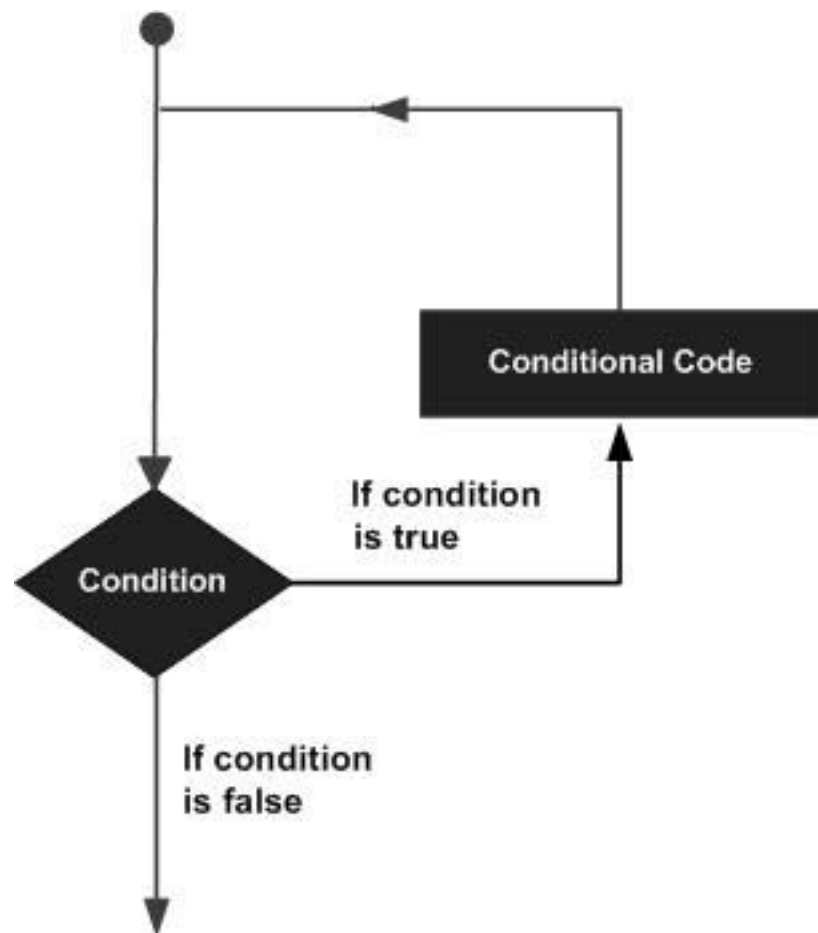 Conditional Code
If condition
is true
Condition
If condition
is false